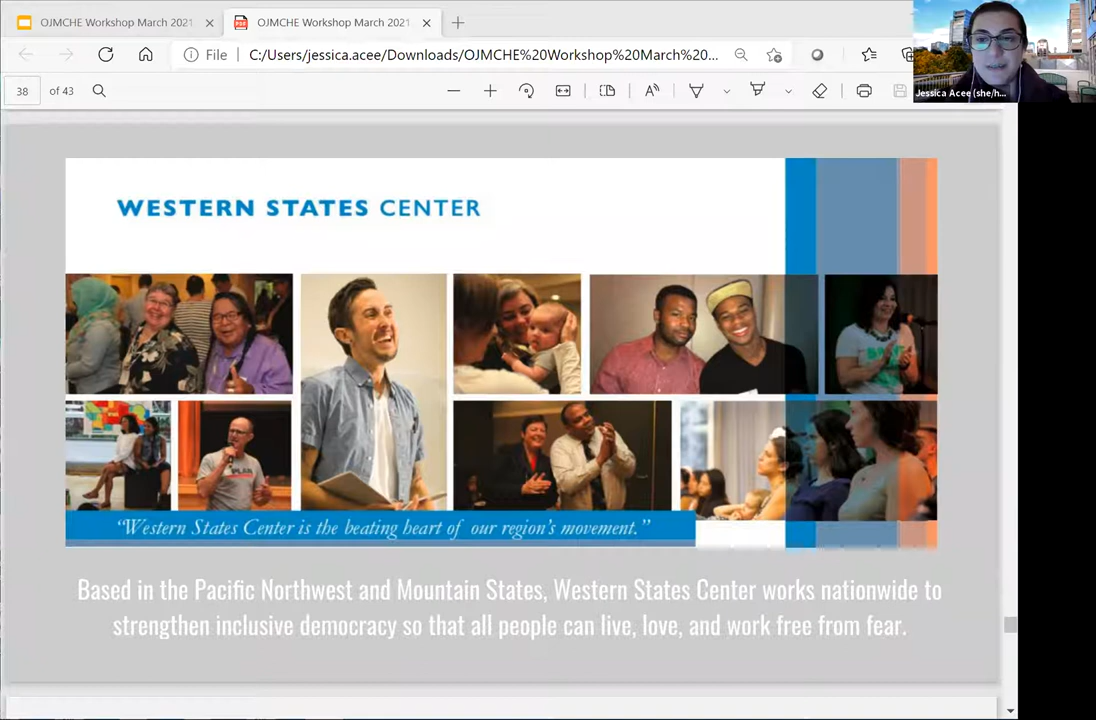 OJMCHE Workshop March 2021
OJMCHE Workshop March 2021
File
C:/Users/jessica.acee/Downloads/OJMCHE%20Workshop%20March%20...
38
of 43
Jessica Acee (she/h...
WESTERN STATES CENTER
"Western States Center is the beating heart of our region's movement."
Based in the Pacific Northwest and Mountain States, Western States Center works nationwide to
strengthen inclusive democracy so that all people can live, love, and work free from fear.